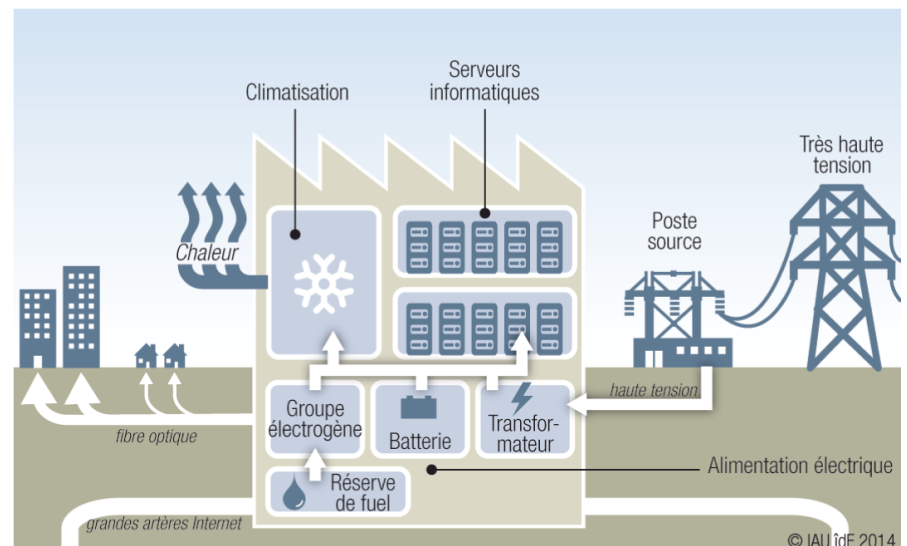 Climatisation
Serveurs
informatiques
Très haute
tension
Poste
source
Chaleur
haute tension
fibre optique
Groupe
électrogène
Batterie
Transfor-
mateur
Alimentation électrique
Réserve
de fuel
grandes artères Internet
© IAU îdF 2014